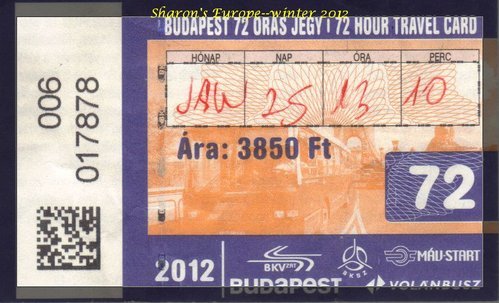 Sharon's Europe--winter 2012
BUDAPEST 72 ÓRÁS JEGY | 72 HOUR TRAVEL CARD
HÓNAP NAP ÓRA PERC
JAN 25 13 10
006
017878
Ára: 3850 Ft
72
2012
BKV ZRT
BKSZ
MÁV-START
BUDAPEST
VOLÁNBUSZ